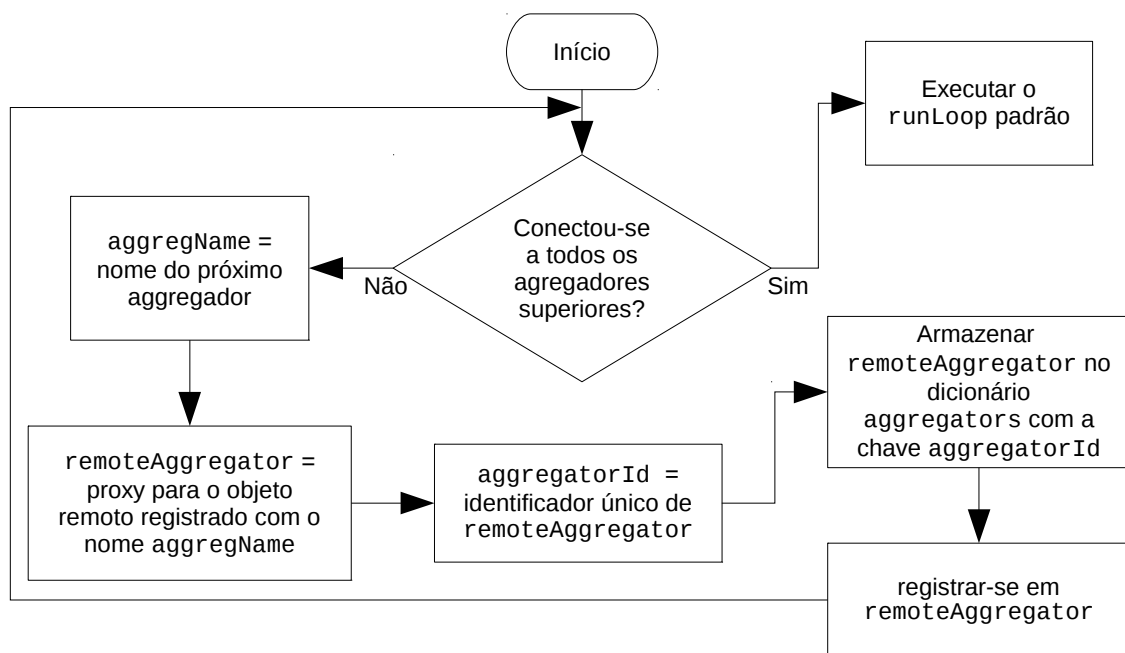 Início
Executar o
runLoop padrão
Conectou-se
a todos os
agregadores
superiores?
Não
Sim
aggregName =
nome do próximo
aggregador
remoteAggregator =
proxy para o objeto
remoto registrado com o
nome aggregName
aggregatorId =
identificador único de
remoteAggregator
Armazenar
remoteAggregator no
dicionário
aggregators com a
chave aggregatorId
registrar-se em
remoteAggregator